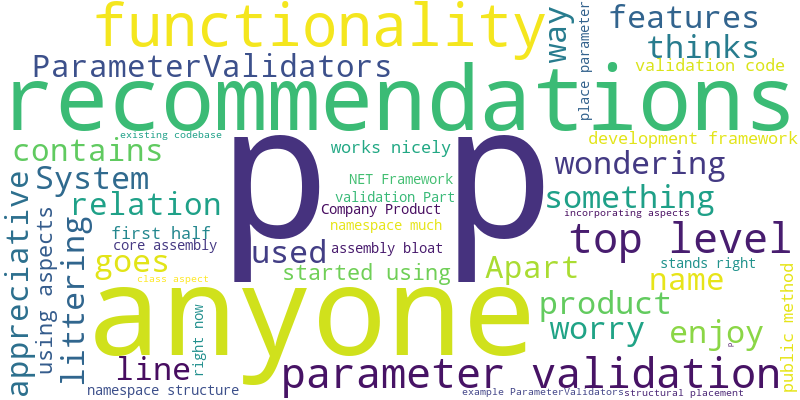 functionality
way
place parameter
features
thinks
ParameterValidators
validation code
recommendations
existing codebase
development framework
contains
works nicely
wondering
appreciative
System
p p
NET Framework
validation Part
something
relation
Company Product
incorporating aspects
using aspects
littering
first half
namespace much
top level
core assembly
used
assembly bloat
stands right
goes
started using
Apart
name
class aspect
anyone
product
public method
right now
worry
enjoy
p
line
parameter validation
namespace structure
example ParameterValidators
structural placement